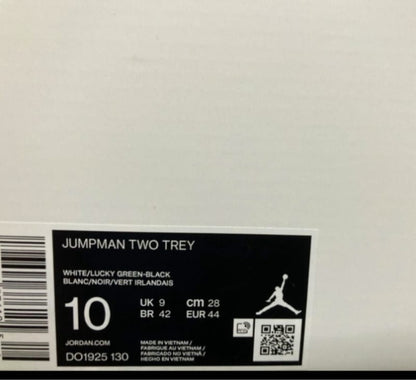 JUMPMAN TWO TREY
WHITE/LUCKY GREEN-BLACK
BLANC/NOIR/VERT IRLANDAIS
10
UK 9 cm 28
BR 42 EUR 44
JORDAN.COM
DO1925 130
MADE IN VIETNAM /
FABRIQUE AU VIETNAM /
FABRICADO NO VIETNÃ /
HECHO EN VIETNAM